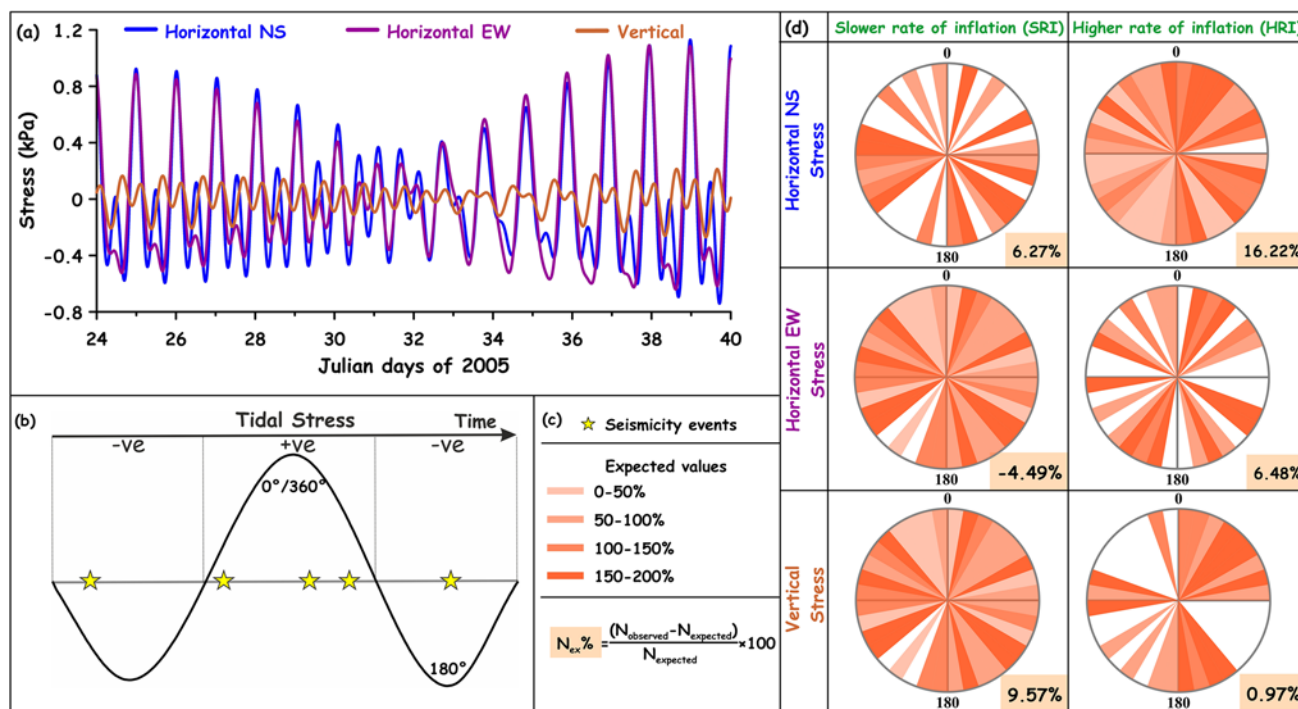 (a)
Horizontal NS
Horizontal EW
Vertical
1.2
0.8
0.4
0
-0.4
-0.8
Stress (kPa)
24
26
28
30
32
34
36
38
40
Julian days of 2005
(b)
Tidal Stress
Time
-ve
+ve
-ve
0°/360°
180°
(c)
Seismicity events
Expected values
0-50%
50-100%
100-150%
150-200%
Nex%=(Nobserved-Nexpected)/Nexpected×100
(d)
Slower rate of inflation (SRI)
Higher rate of inflation (HRI)
Horizontal NS
Stress
0
180
6.27%
0
180
16.22%
Horizontal EW
Stress
0
180
-4.49%
0
180
6.48%
Vertical
Stress
0
180
9.57%
0
180
0.97%